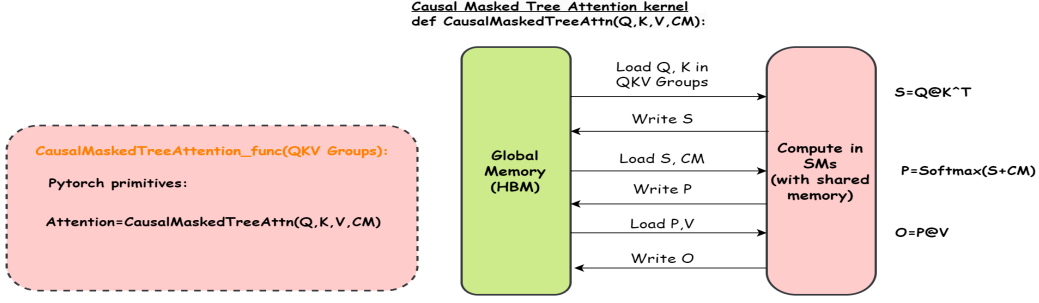 Causal Masked Tree Attention kernel
def CausalMaskedTreeAttn(Q,K,V,CM):
CausalMaskedTreeAttention_func(QKV Groups):
Pytorch primitives:
Attention=CausalMaskedTreeAttn(Q,K,V,CM)
Global
Memory
(HBM)
Load Q, K in
QKV Groups
Write S
Load S, CM
Write P
Load P,V
Write O
Compute in
SMs
(with shared
memory)
S=Q@K^T
P=Softmax(S+CM)
O=P@V